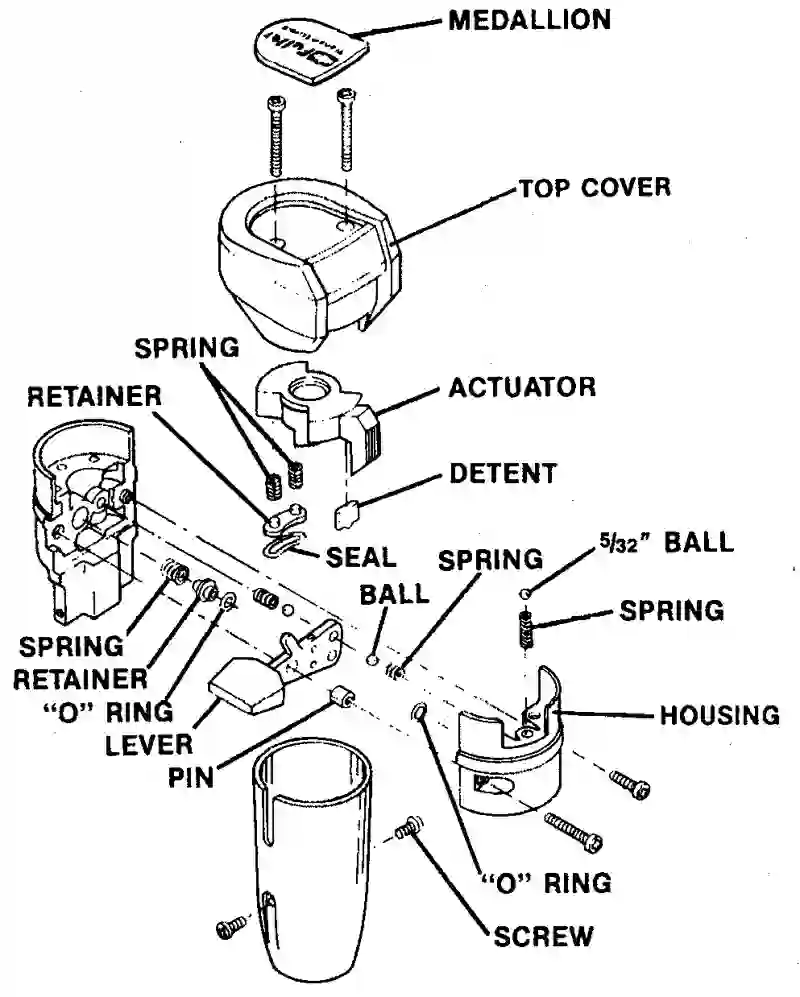 MEDALLION
Fuller
TOP COVER
SPRING
RETAINER
ACTUATOR
DETENT
5/32” BALL
SEAL
SPRING
BALL
SPRING
SPRING
RETAINER
“O” RING
LEVER
HOUSING
PIN
“O” RING
SCREW